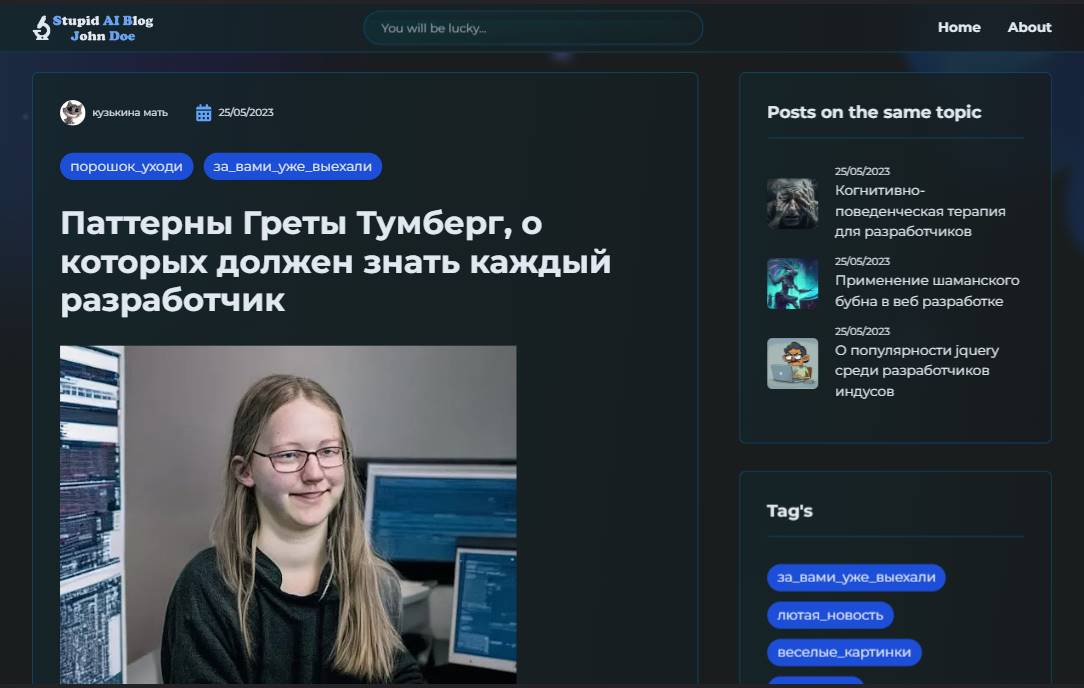 Stupid AI Blog
John Doe
You will be lucky...
Home
About
кузькина мать
25/05/2023
порошок_уходи
за_вами_уже_выехали
Паттерны Греты Тумберг, о
которых должен знать каждый
разработчик
Posts on the same topic
25/05/2023
Когнитивно-
поведенческая терапия
для разработчиков
25/05/2023
Применение шаманского
бубна в веб разработке
25/05/2023
О популярности jquery
среди разработчиков
индусов
Tag's
за_вами_уже_выехали
лютая_новость
веселые_картинки